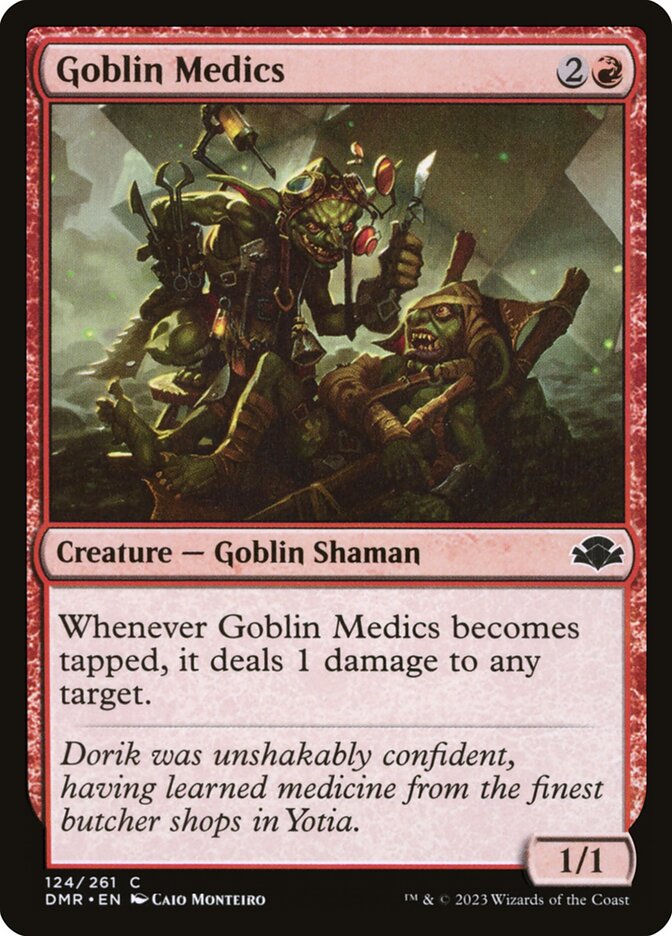 Goblin Medics 2
Creature — Goblin Shaman
Whenever Goblin Medics becomes
tapped, it deals 1 damage to any
target.
Dorik was unshakably confident,
having learned medicine from the finest
butcher shops in Yotia.
1/1
124/261 C
DMR • EN Caio Monteiro
™ & © 2023 Wizards of the Coast